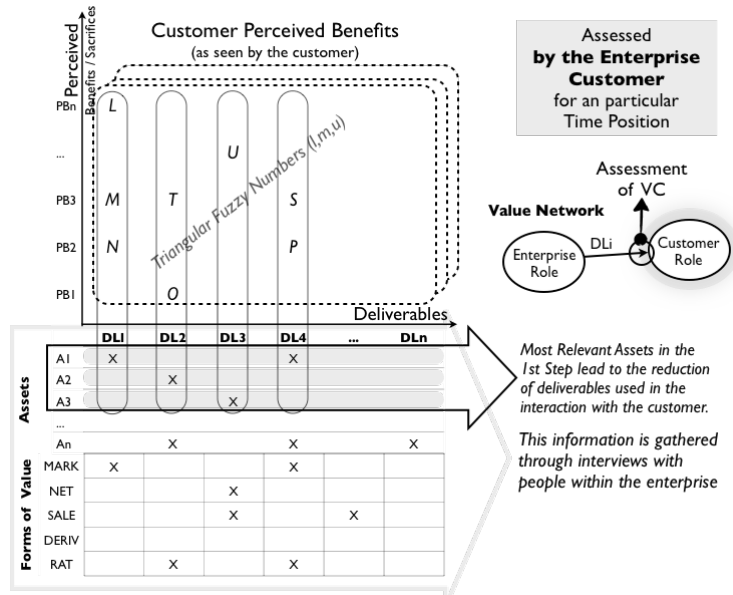 Customer Perceived Benefits
(as seen by the customer)
Perceived
Benefits / Sacrifices
PBn L
... U
PB3 M T S
PB2 N P
PB1 O
Triangular Fuzzy Numbers (l,m,u)
Deliverables
DL1 DL2 DL3 DL4 ... DLn
Assets
A1 X X
A2 X
A3 X
...
An X X X
Forms of Value
MARK X X
NET X
SALE X X
DERIV
RAT X X
Assessed
by the Enterprise
Customer
for an particular
Time Position
Assessment
of VC
Value Network
Enterprise
Role
DLi
Customer
Role
Most Relevant Assets in the
1st Step lead to the reduction
of deliverables used in the
interaction with the customer.
This information is gathered
through interviews with
people within the enterprise